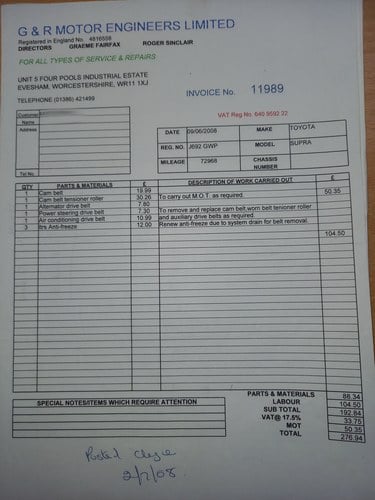 G & R MOTOR ENGINEERS LIMITED
Registered in England No. 4816508
DIRECTORS GRAEME FAIRFAX ROGER SINCLAIR
FOR ALL TYPES OF SERVICE & REPAIRS
UNIT 5 FOUR POOLS INDUSTRIAL ESTATE
EVESHAM, WORCESTERSHIRE, WR11 1XJ
TELEPHONE (01386) 421499
INVOICE No. 11989
VAT Reg No: 640 9592 22
Customer
Name
Address
Tel No
DATE 09/06/2008 MAKE TOYOTA
REG. NO. J692 GWP MODEL SUPRA
MILEAGE 72968 CHASSIS NUMBER
QTY PARTS & MATERIALS £ DESCRIPTION OF WORK CARRIED OUT £
1 Cam belt 19.99 To carry out M.O.T. as required. 50.35
1 Cam belt tensioner roller 30.26
1 Alternator drive belt 7.80 To remove and replace cam belt,worn belt tenioner roller
1 Power steering drive belt 7.30 and auxiliary drive belts as required.
1 Air conditioning drive belt 10.99 Renew anti-freeze due to system drain for belt removal.
3 ltrs Anti-freeze 12.00 104.50
SPECIAL NOTES/ITEMS WHICH REQUIRE ATTENTION
PARTS & MATERIALS 88.34
LABOUR 104.50
SUB TOTAL 192.84
VAT@ 17.5% 33.75
MOT 50.35
TOTAL 276.94
Posted
2/7/08.